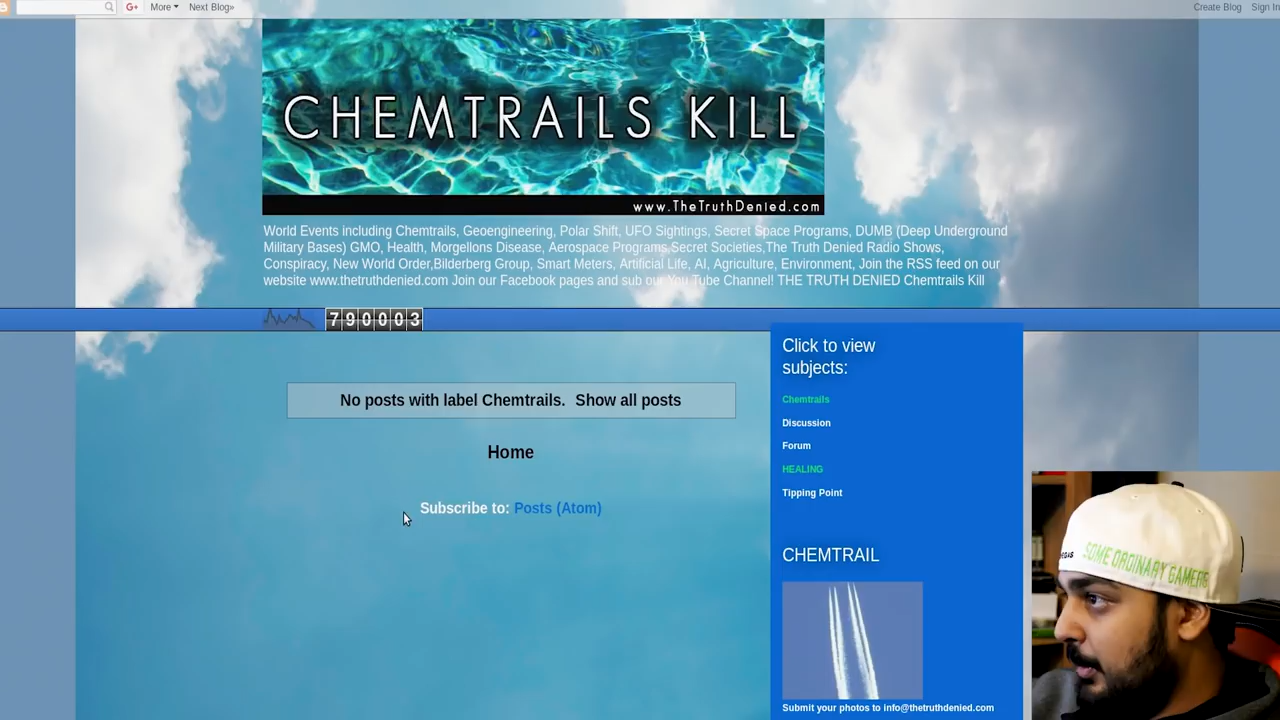 G+ More Next Blog» Create Blog Sign In
CHEMTRAILS KILL
www.TheTruthDenied.com
World Events including Chemtrails, Geoengineering, Polar Shift, UFO Sightings, Secret Space Programs, DUMB (Deep Underground
Military Bases) GMO, Health, Morgellons Disease, Aerospace Programs,Secret Societies,The Truth Denied Radio Shows,
Conspiracy, New World Order,Bilderberg Group, Smart Meters, Artificial Life, AI, Agriculture, Environment, Join the RSS feed on our
website www.thetruthdenied.com Join our Facebook pages and sub our You Tube Channel! THE TRUTH DENIED Chemtrails Kill
790003
No posts with label Chemtrails. Show all posts
Home
Subscribe to: Posts (Atom)
Click to view
subjects:
Chemtrails
Discussion
Forum
HEALING
Tipping Point
CHEMTRAIL
Submit your photos to info@thetruthdenied.com
SOME ORDINARY GAMERS